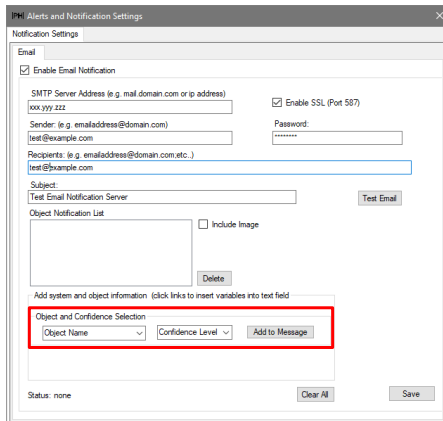 IPHI Alerts and Notification Settings
Notification Settings
Email
Enable Email Notification
SMTP Server Address (e.g. mail.domain.com or ip address)
xxx.yyy.zzz
Enable SSL (Port 587)
Sender: (e.g. emailaddress@domain.com)
Password:
test@example.com
********
Recipients: (e.g. emailaddress@domain.com;etc..)
test@example.com
Subject:
Test Email Notification Server
Test Email
Object Notification List
Include Image
Delete
Add system and object information (click links to insert variables into text field
Object and Confidence Selection
Object Name
Confidence Level
Add to Message
Status: none
Clear All
Save